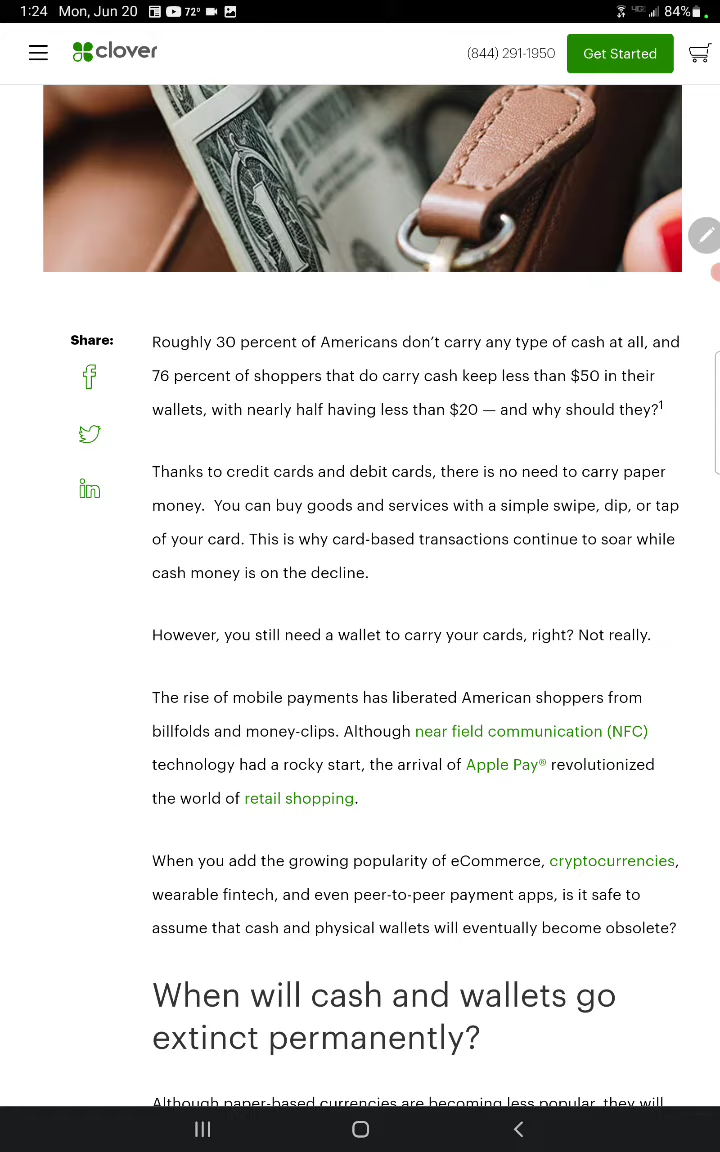 1:24 Mon, Jun 20 72° 84%
clover
(844) 291-1950
Get Started
1
Share:
Roughly 30 percent of Americans don’t carry any type of cash at all, and
76 percent of shoppers that do carry cash keep less than $50 in their
wallets, with nearly half having less than $20 — and why should they?1
Thanks to credit cards and debit cards, there is no need to carry paper
money.  You can buy goods and services with a simple swipe, dip, or tap
of your card. This is why card-based transactions continue to soar while
cash money is on the decline.
However, you still need a wallet to carry your cards, right? Not really.
The rise of mobile payments has liberated American shoppers from
billfolds and money-clips. Although near field communication (NFC)
technology had a rocky start, the arrival of Apple Pay® revolutionized
the world of retail shopping.
When you add the growing popularity of eCommerce, cryptocurrencies,
wearable fintech, and even peer-to-peer payment apps, is it safe to
assume that cash and physical wallets will eventually become obsolete?
When will cash and wallets go
extinct permanently?
Although paper-based currencies are becoming less popular, they will